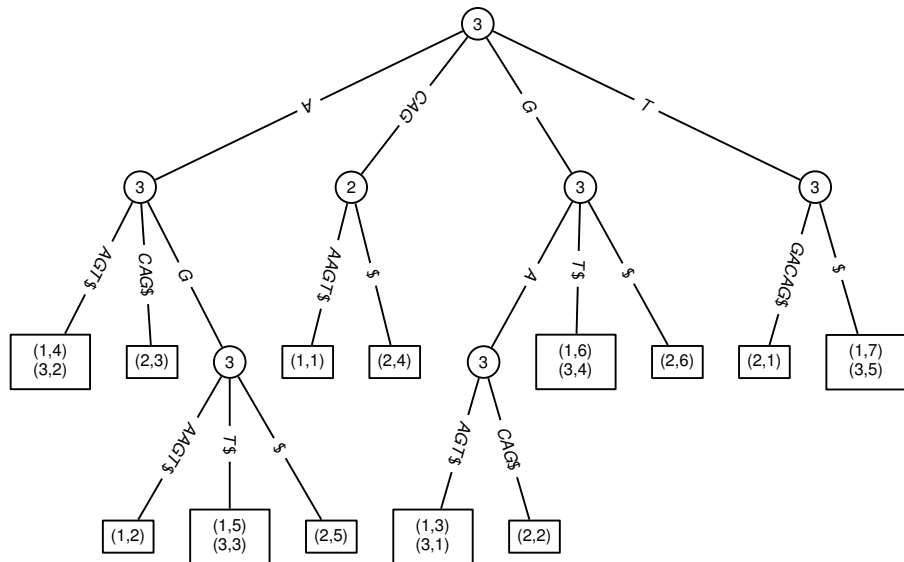 3
A
CAG
G
T
3
2
3
3
AGT$
CAG$
G
AAGT$
$
A
T$
$
GACAG$
$
(1,4)
(3,2)
(2,3)
3
(1,1)
(2,4)
3
(1,6)
(3,4)
(2,6)
(2,1)
(1,7)
(3,5)
AAGT$
T$
$
AGT$
CAG$
(1,2)
(1,5)
(3,3)
(2,5)
(1,3)
(3,1)
(2,2)